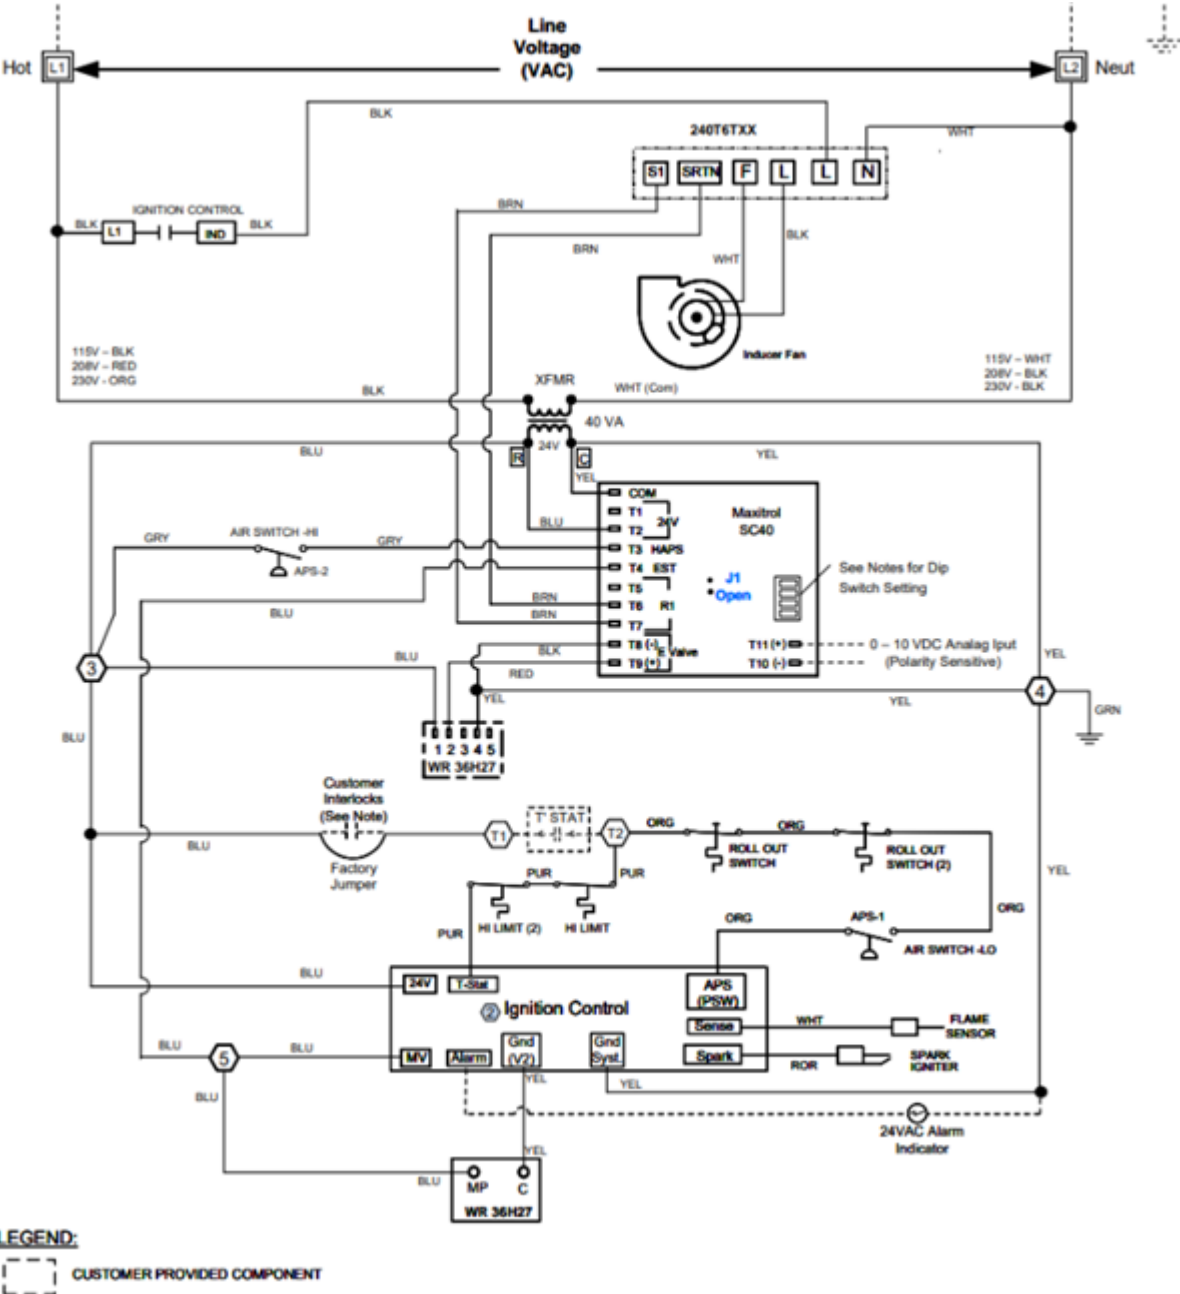 Line
Voltage
(VAC)
Hot
L1
L2
Neut
BLK
240T6TXX
WHT
S1
SRTN
F
L
L
N
BRN
IGNITION CONTROL
BLK
L1
IND
BLK
BRN
BLK
WHT
Inducer Fan
115V – BLK
208V – RED
230V - ORG
115V – WHT
208V – BLK
230V - BLK
XFMR
BLK
WHT (Com)
40 VA
BLU
24V
YEL
R
C
YEL
COM
T1
24V
T2
BLU
Maxitrol
SC40
AIR SWITCH -HI
GRY
GRY
T3 HAPS
APS-2
T4 EST
See Notes for Dip
Switch Setting
J1
Open
T5
BRN
T6
R1
BLU
BRN
T7
T8 (-)
E Valve
T9 (+)
T11 (+)
T10 (-)
0 – 10 VDC Analag Iput
(Polarity Sensitive)
BLK
BLU
RED
3
YEL
4
YEL
YEL
GRN
BLU
1 2 3 4 5
WR 36H27
Customer
Interlocks
(See Note)
T' STAT
T1
T2
ORG
ORG
BLU
Factory
Jumper
ROLL OUT
SWITCH
ROLL OUT
SWITCH (2)
PUR
PUR
YEL
HI LIMIT (2)
HI LIMIT
PUR
ORG
APS-1
ORG
AIR SWITCH -LO
BLU
24V
T-Stat
APS
(PSW)
2
Ignition Control
Sense
WHT
FLAME
SENSOR
Gnd
(V2)
Gnd
Syst.
BLU
5
BLU
MV
Alarm
Spark
ROR
SPARK
IGNITER
YEL
YEL
BLU
24VAC Alarm
Indicator
YEL
BLU
MP
C
WR 36H27
LEGEND:
CUSTOMER PROVIDED COMPONENT